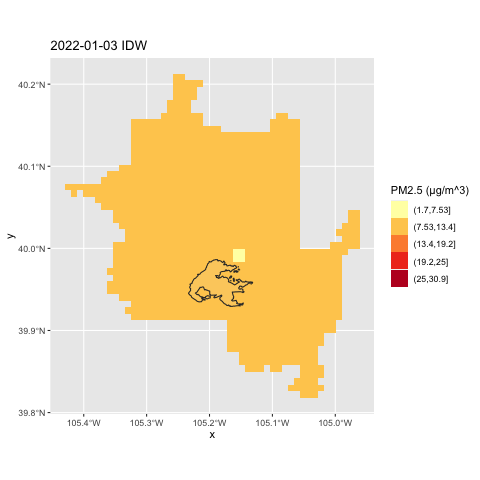 2022-01-03 IDW
40.2°N
40.1°N
40.0°N
39.9°N
39.8°N
y
105.4°W 105.3°W 105.2°W 105.1°W 105.0°W
x
PM2.5 (µg/m^3)
(1.7,7.53]
(7.53,13.4]
(13.4,19.2]
(19.2,25]
(25,30.9]